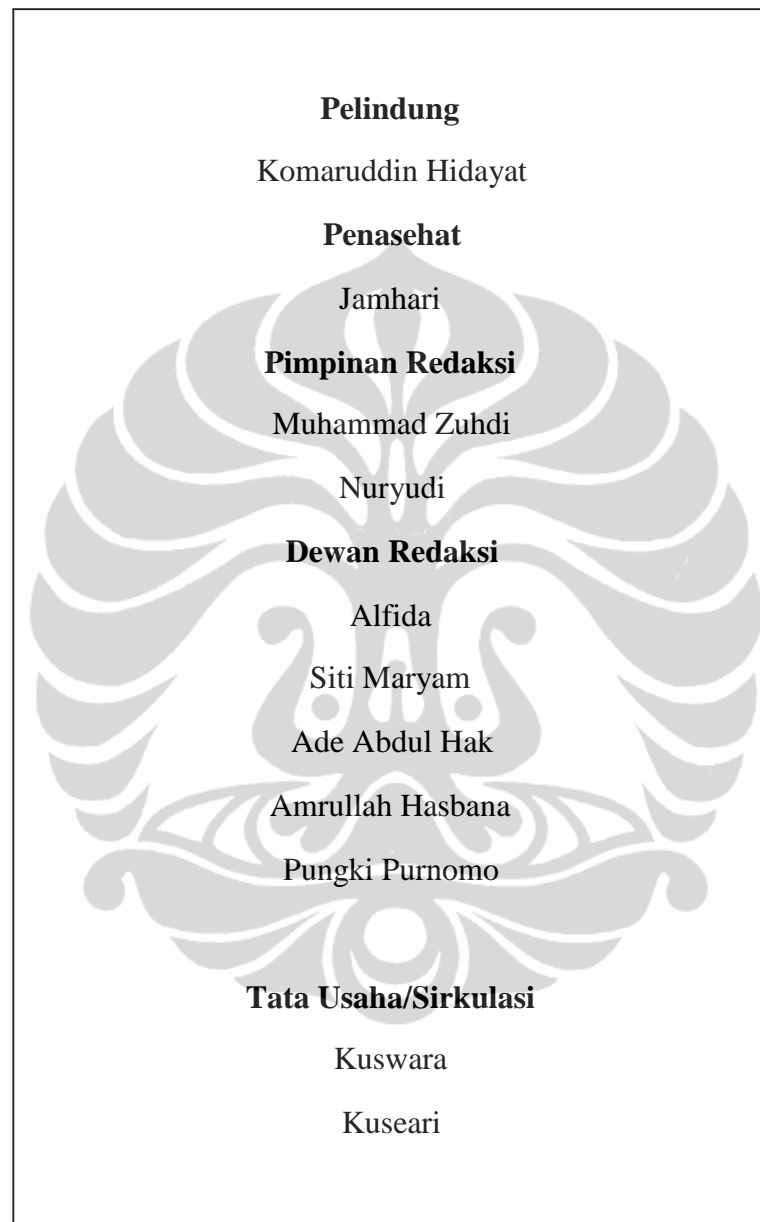 Pelindung
Komaruddin Hidayat
Penasehat
Jamhari
Pimpinan Redaksi
Muhammad Zuhdi
Nuryudi
Dewan Redaksi
Alfida
Siti Maryam
Ade Abdul Hak
Amrullah Hasbana
Pungki Purnomo
Tata Usaha/Sirkulasi
Kuswara
Kuseari